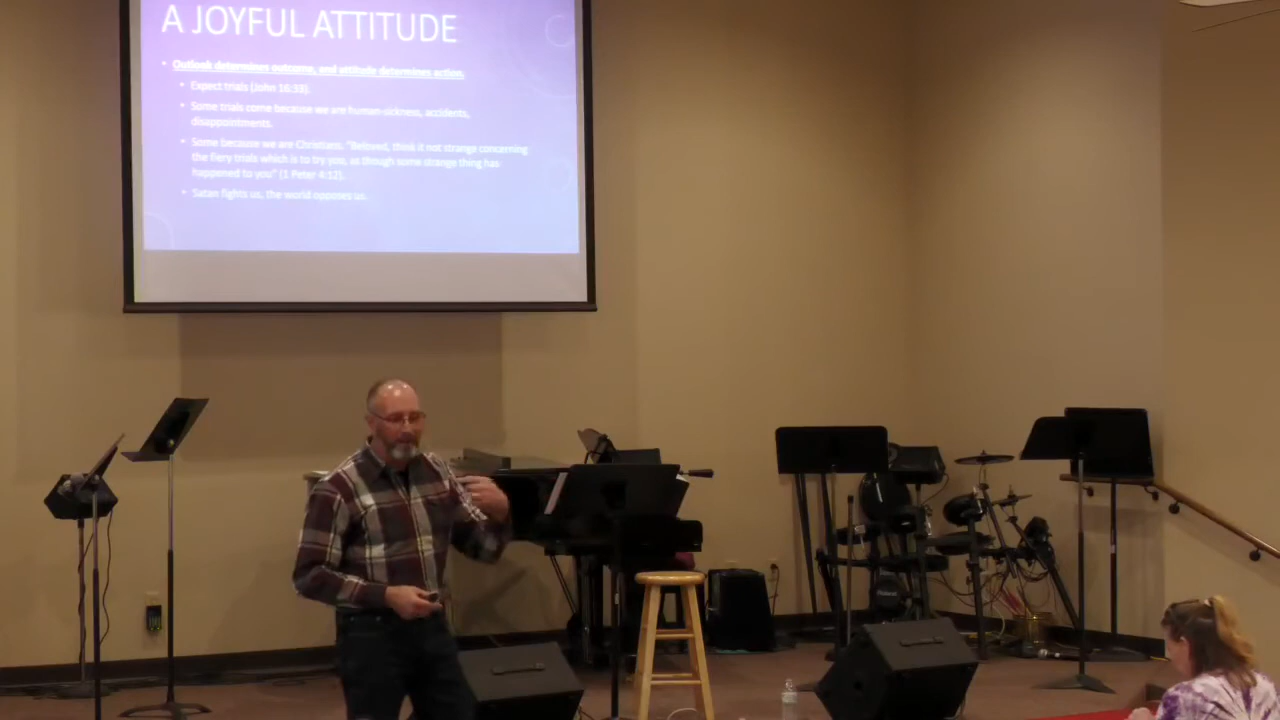 A JOYFUL ATTITUDE
• Outlook determines outcome, and attitude determines action.
• Expect trials (John 16:33).
• Some trials come because we are human-sickness, accidents,
disappointments.
• Some because we are Christians. "Beloved, think it not strange concerning
the fiery trials which is to try you, as though some strange thing has
happened to you" (1 Peter 4:12).
• Satan fights us, the world opposes us.
Roland